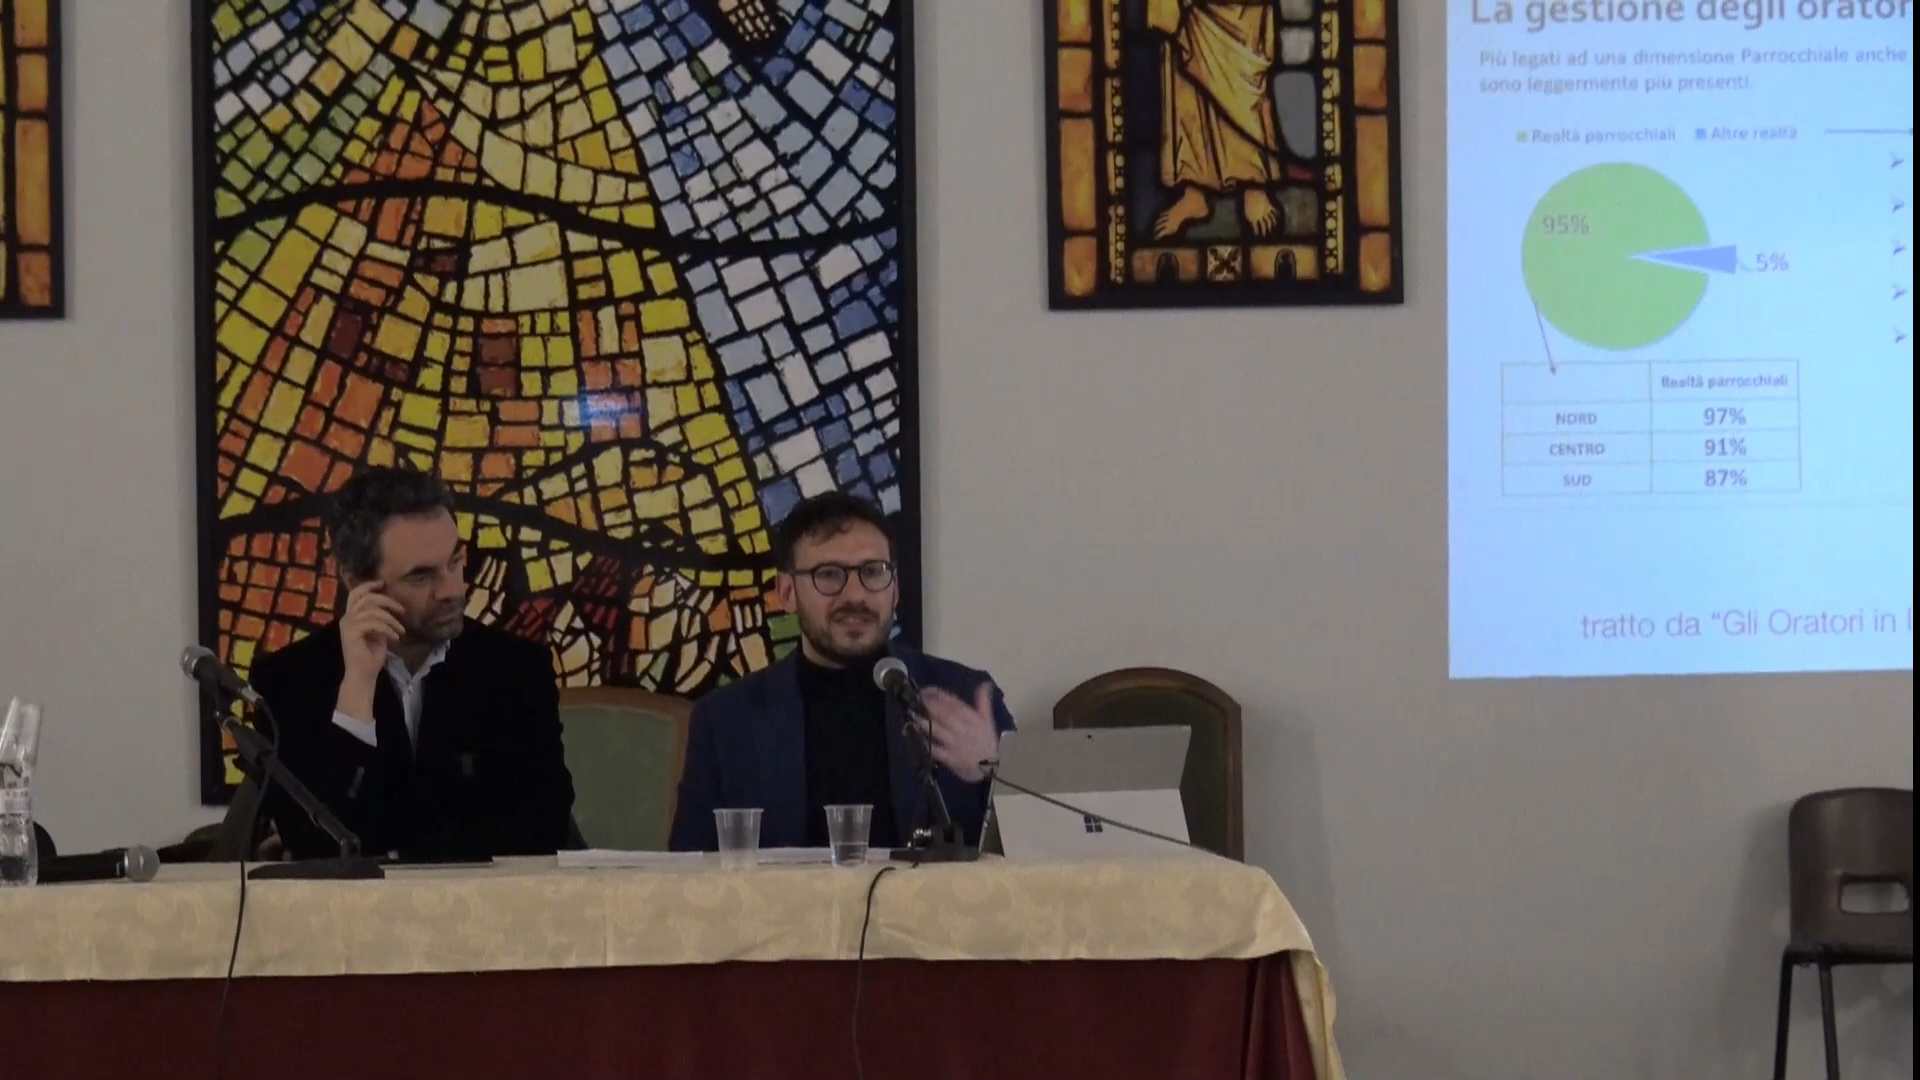 La gestione degli orator
Più legati ad una dimensione Parrocchiale anche
sono leggermente più presenti.
Realtà parrocchiali Altre realtà
95%
5%
Realtà parrocchiali
NORD 97%
CENTRO 91%
SUD 87%
tratto da "Gli Oratori in I